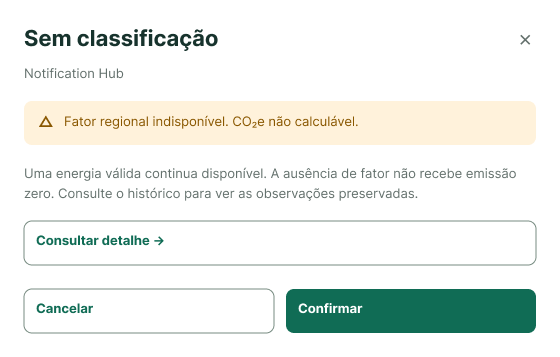 Sem classificação
Notification Hub
Fator regional indisponível. CO₂e não calculável.
Uma energia válida continua disponível. A ausência de fator não recebe emissão
zero. Consulte o histórico para ver as observações preservadas.
Consultar detalhe →
Cancelar
Confirmar